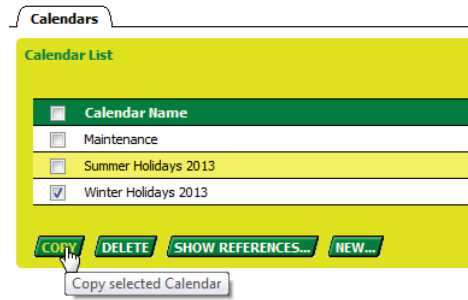 Calendars
Calendar List
Calendar Name
Maintenance
Summer Holidays 2013
Winter Holidays 2013
COPY DELETE SHOW REFERENCES... NEW...
Copy selected Calendar